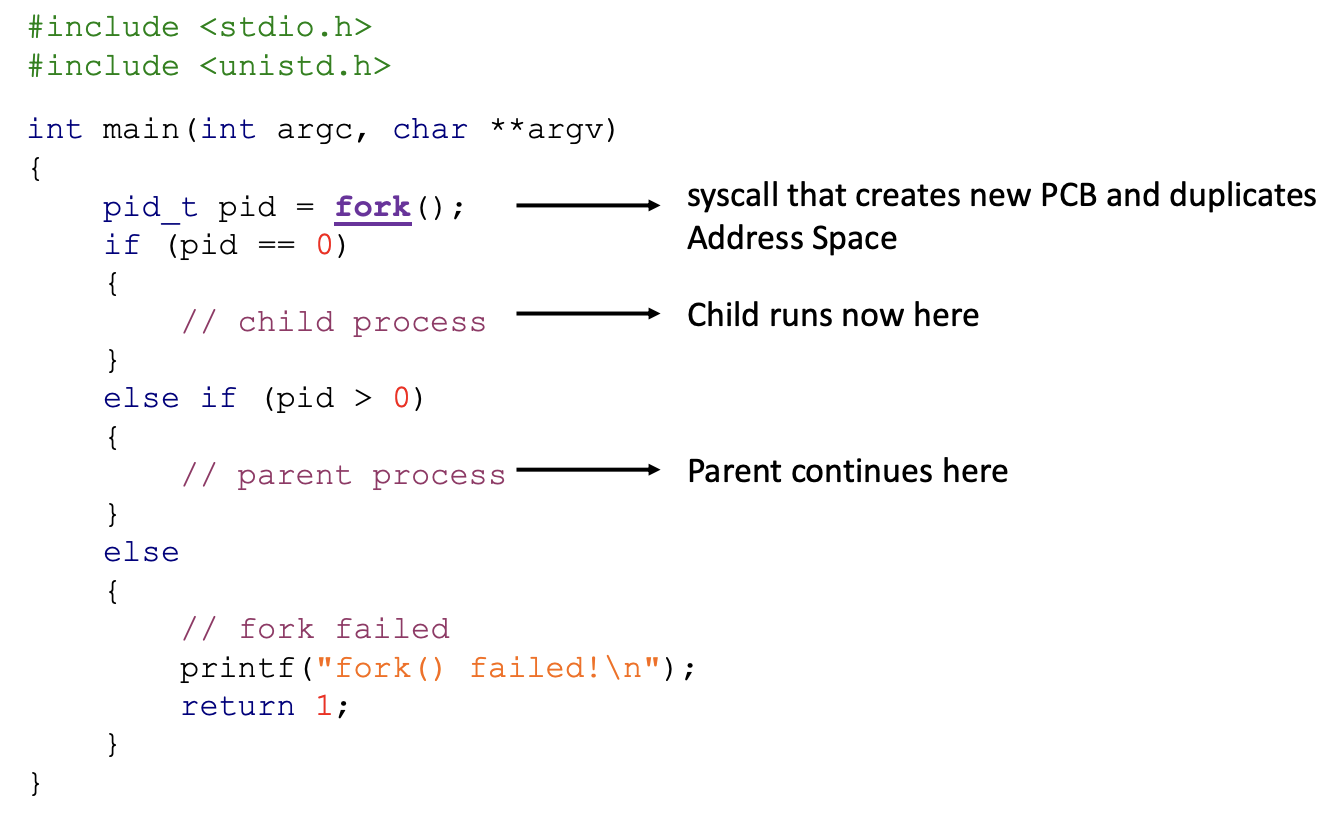 #include <stdio.h>
#include <unistd.h>
int main(int argc, char **argv)
{
pid_t pid = fork();
syscall that creates new PCB and duplicates
Address Space
if (pid == 0)
{
// child process
Child runs now here
}
else if (pid > 0)
{
// parent process
Parent continues here
}
else
{
// fork failed
printf("fork() failed!\n");
return 1;
}
}